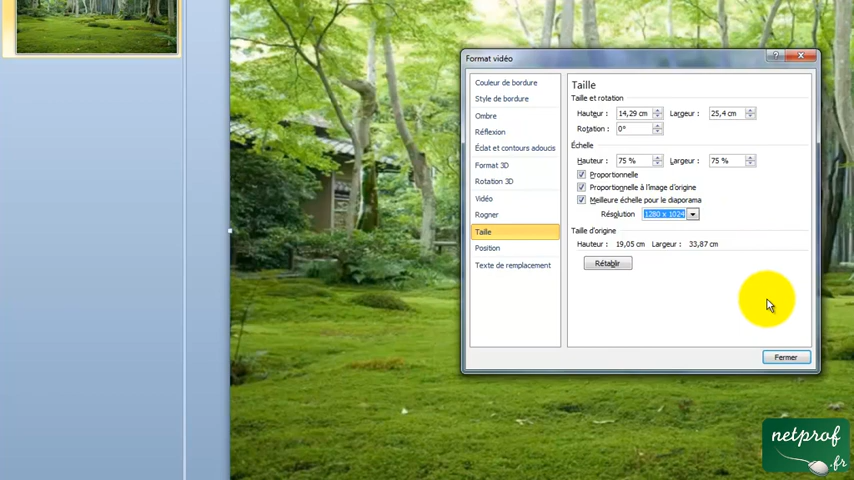 Format vidéo
Couleur de bordure
Style de bordure
Ombre
Réflexion
Éclat et contours adoucis
Format 3D
Rotation 3D
Vidéo
Rogner
Taille
Position
Texte de remplacement
Taille
Taille et rotation
Hauteur : 14,29 cm Largeur : 25,4 cm
Rotation : 0°
Échelle
Hauteur : 75 % Largeur : 75 %
Proportionnelle
Proportionnelle à l'image d'origine
Meilleure échelle pour le diaporama
Résolution 1280 x 1024
Taille d'origine
Hauteur : 19,05 cm Largeur : 33,87 cm
Rétablir
Fermer
netprof
.fr